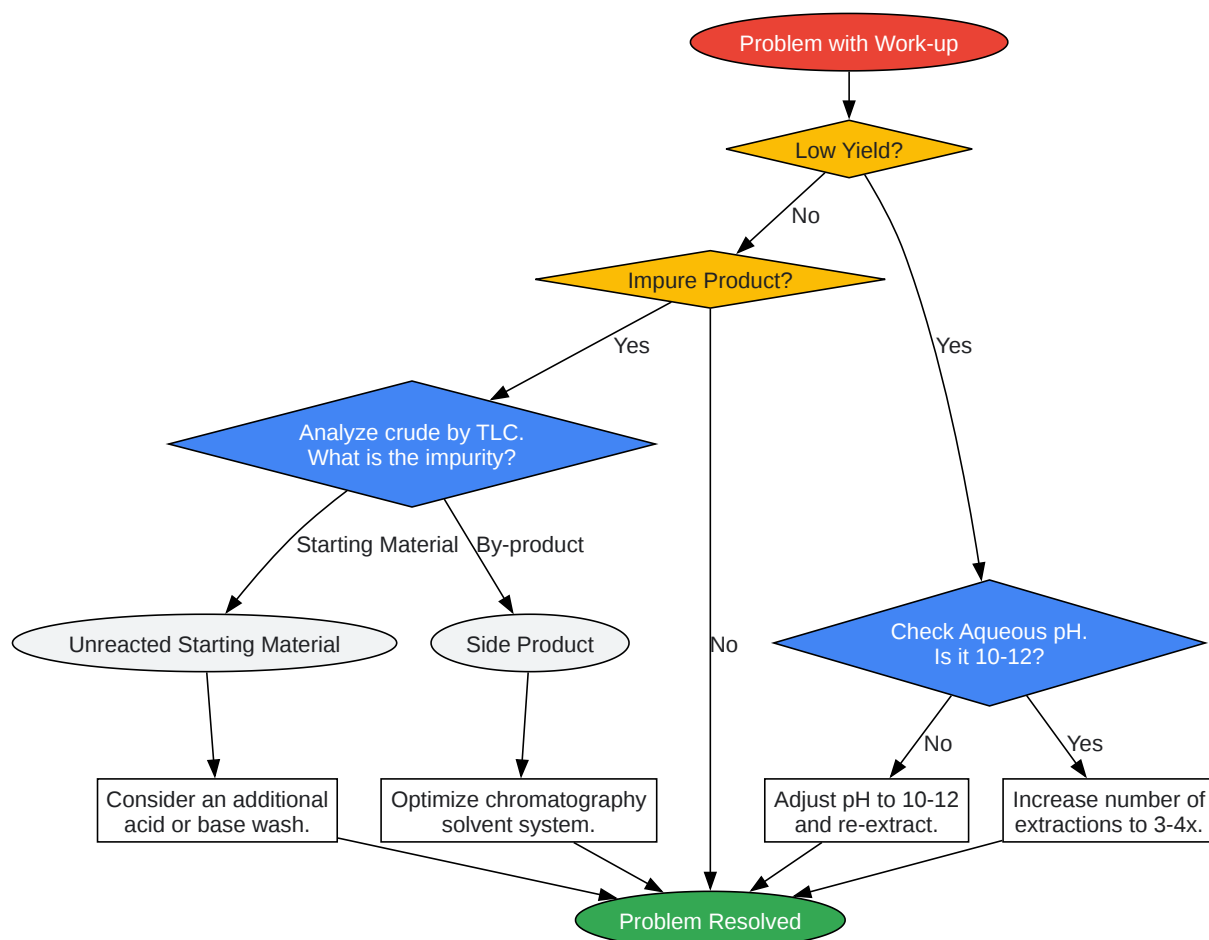 Problem with Work-up
Low Yield?
No
Impure Product?
Yes
Yes
Analyze crude by TLC.
What is the impurity?
Starting Material
By-product
Unreacted Starting Material
Side Product
No
Check Aqueous pH.
Is it 10-12?
No
Yes
Consider an additional
acid or base wash.
Optimize chromatography
solvent system.
Adjust pH to 10-12
and re-extract.
Increase number of
extractions to 3-4x.
Problem Resolved